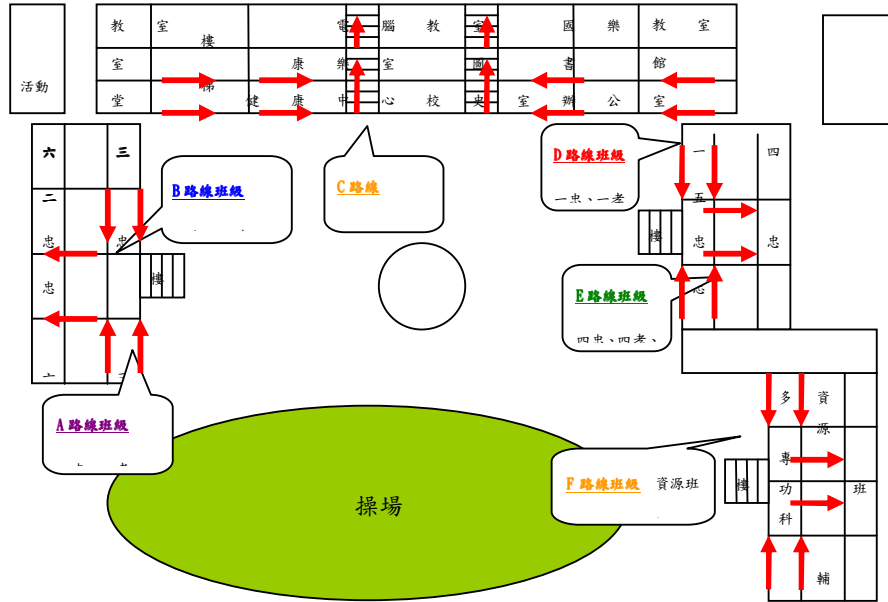 教 室 電 腦 教 室 國 樂 教 室
樓
活動
室 康 樂 室 圖 書 館
梯
堂 健 康 中 心 校 史 室 辦 公 室
六 三
二
忠 忠
忠
樓
B 路線班級
C 路線
D 路線班級
一忠、一孝
一 四
五
忠 忠
樓
E 路線班級
四忠、四孝、
A 路線班級
操場
F 路線班級 資源班
多 資
源
專
樓
功 班
科
輔